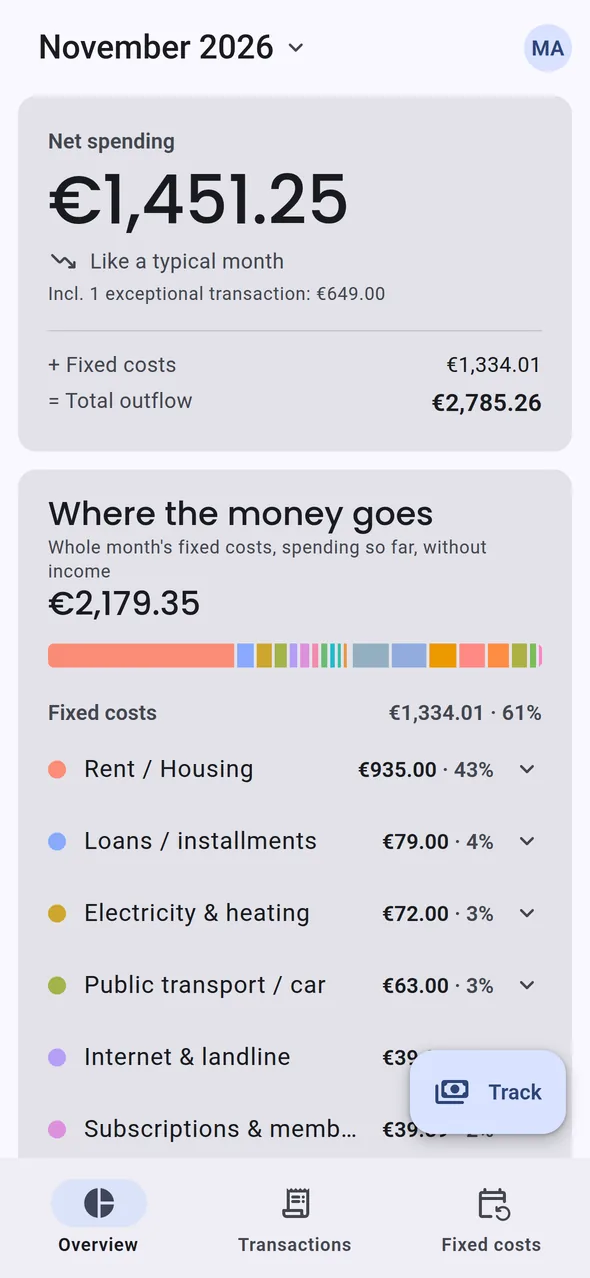 November 2026
MA
Net spending
€1,451.25
Like a typical month
Incl. 1 exceptional transaction: €649.00
+ Fixed costs €1,334.01
= Total outflow €2,785.26
Where the money goes
Whole month's fixed costs, spending so far, without
income
€2,179.35
Fixed costs €1,334.01 · 61%
Rent / Housing €935.00 · 43%
Loans / installments €79.00 · 4%
Electricity & heating €72.00 · 3%
Public transport / car €63.00 · 3%
Internet & landline
Subscriptions & memb…
Track
Overview Transactions Fixed costs